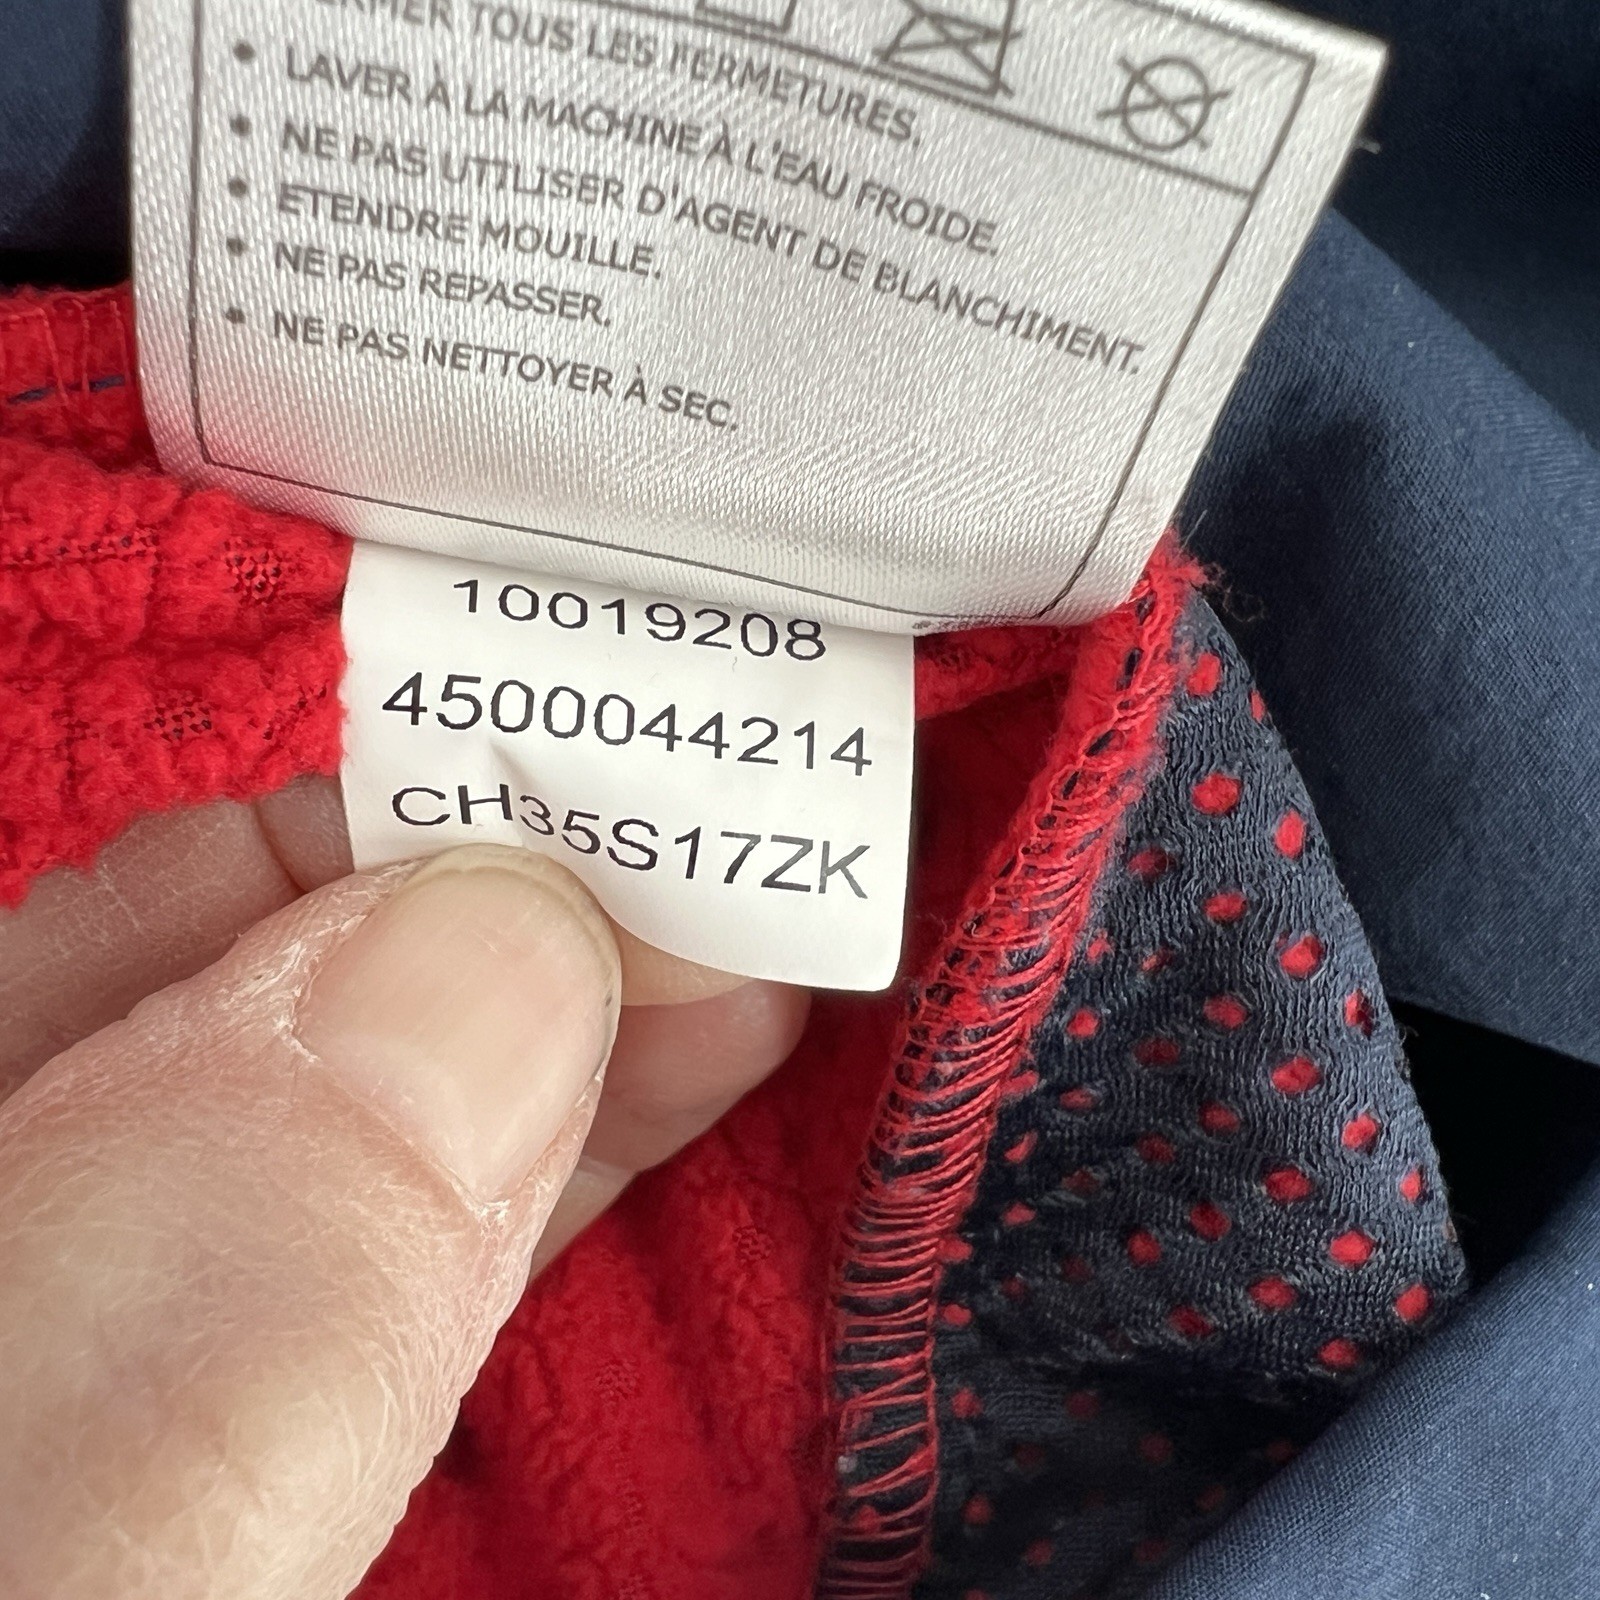 FERMER TOUS LES FERMETURES.
• LAVER À LA MACHINE À L'EAU FROIDE.
• NE PAS UTILISER D'AGENT DE BLANCHIMENT.
• ETENDRE MOUILLE.
• NE PAS REPASSER.
• NE PAS NETTOYER À SEC.
10019208
4500044214
CH35S17ZK